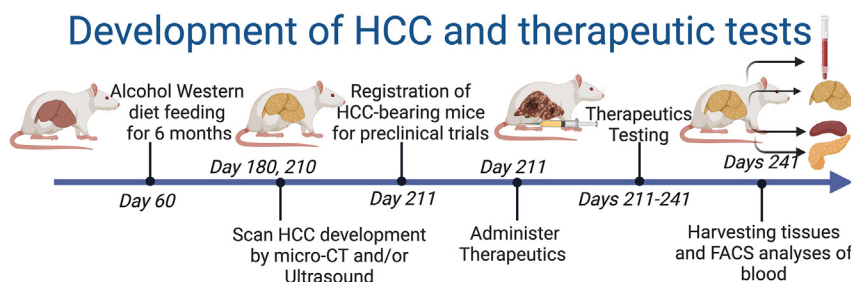 Development of HCC and therapeutic tests
Alcohol Western
diet feeding
for 6 months
Day 60
Day 180, 210
Scan HCC development
by micro-CT and/or
Ultrasound
Registration of
HCC-bearing mice
for preclinical trials
Day 211
Day 211
Administer
Therapeutics
Therapeutics
Testing
Days 211-241
Days 241
Harvesting tissues
and FACS analyses of
blood